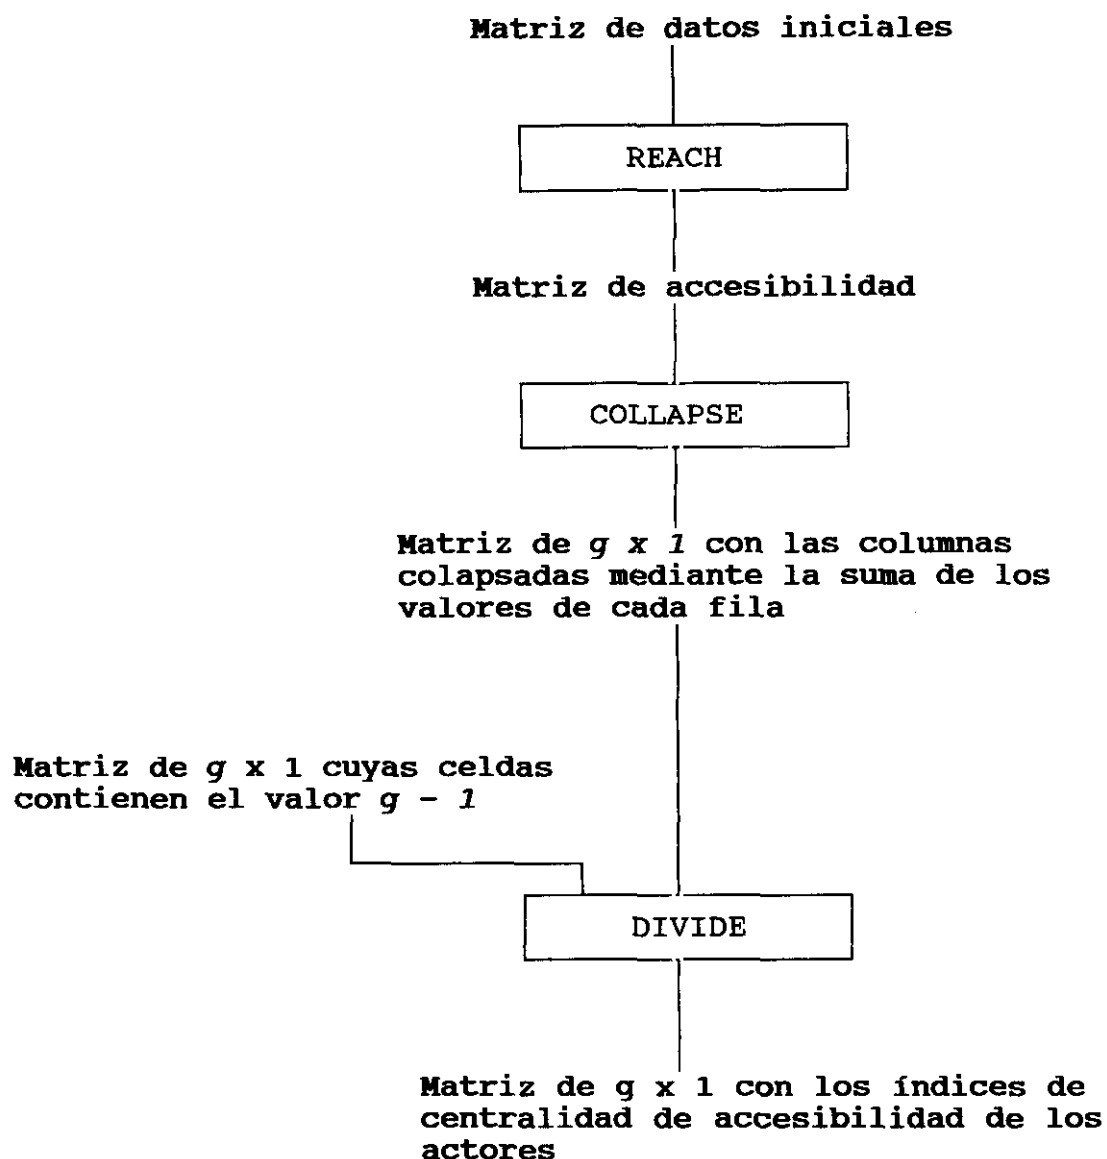 Matriz de datos iniciales
REACH
Matriz de accesibilidad
COLLAPSE
Matriz de g x 1 con las columnas
colapsadas mediante la suma de los
valores de cada fila
Matriz de g x 1 cuyas celdas
contienen el valor g - 1
DIVIDE
Matriz de g x 1 con los índices de
centralidad de accesibilidad de los
actores